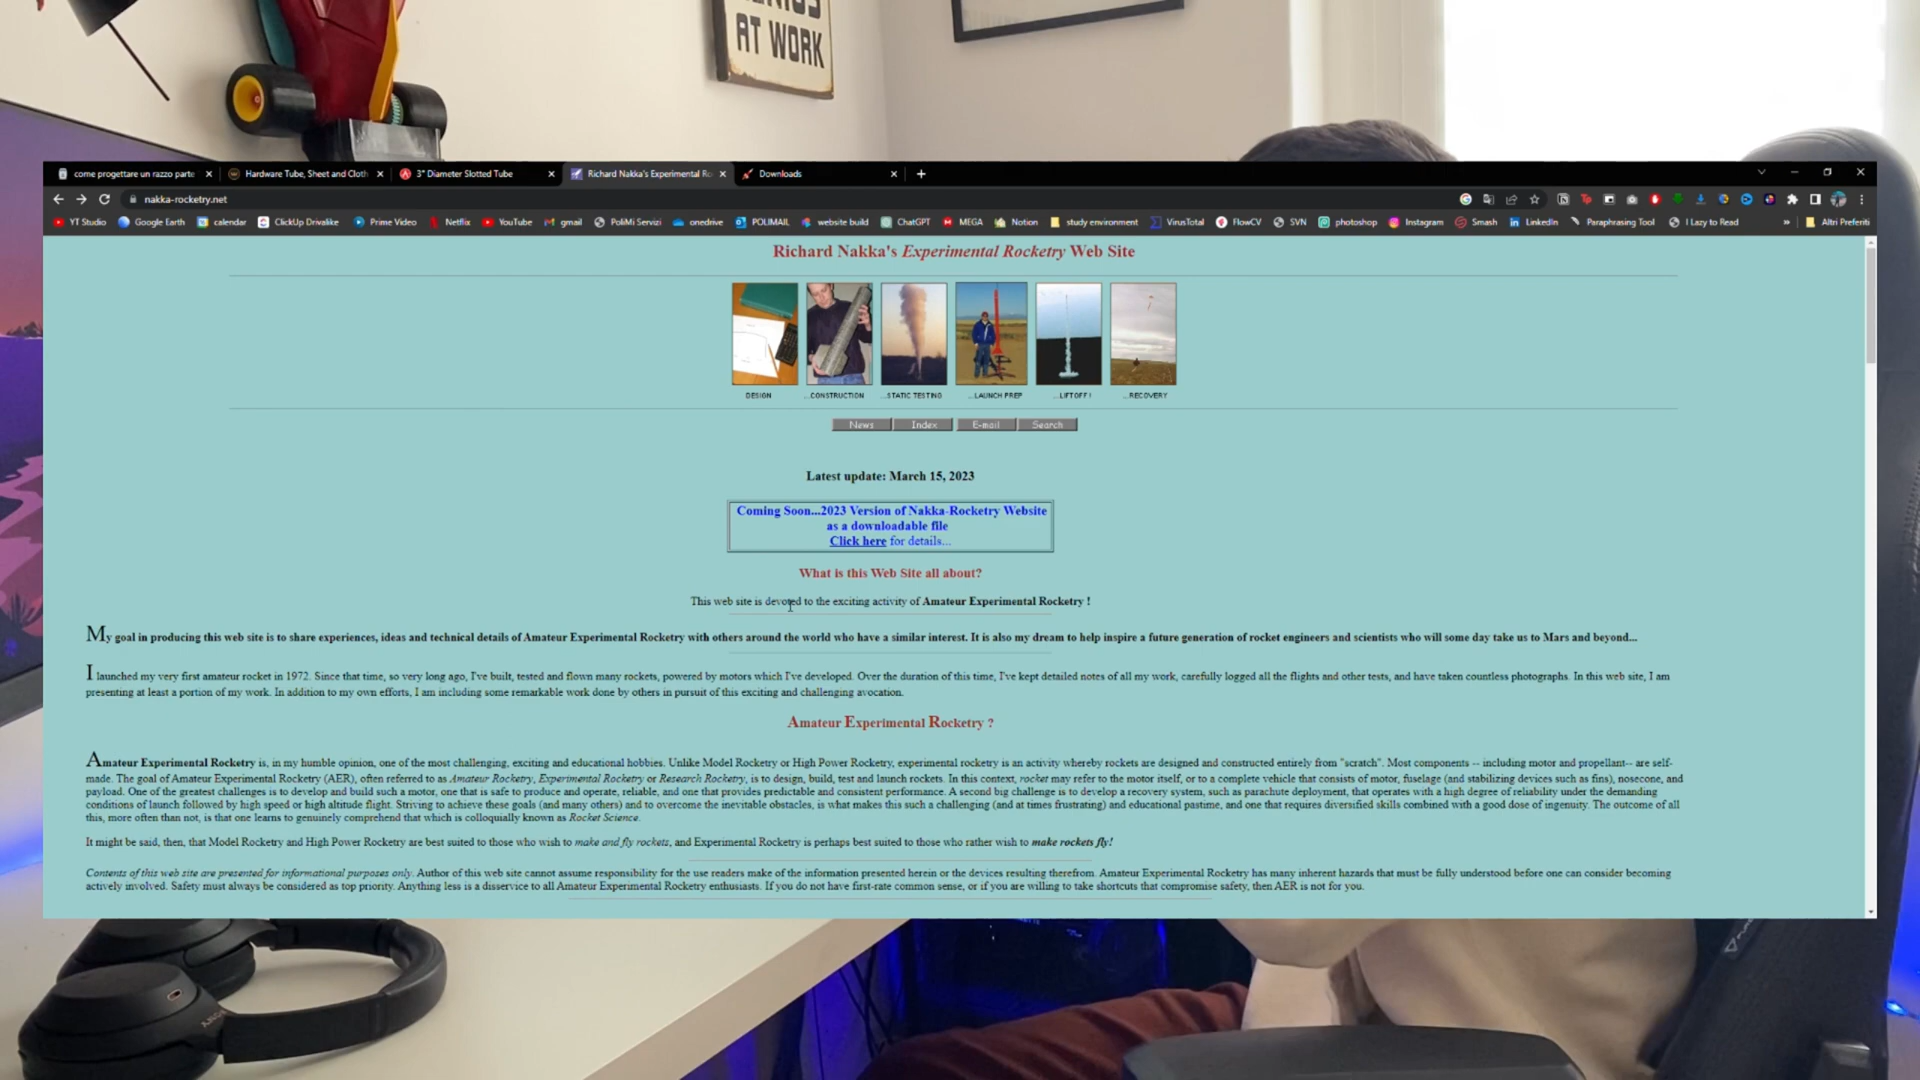 AT WORK
come progettare un razzo parte
Hardware Tube, Sheet and Cloth
3" Diameter Slotted Tube
Richard Nakka's Experimental Ro
Downloads
nakka-rocketry.net
YT Studio
Google Earth
calendar
ClickUp Drivalike
Prime Video
Netflix
YouTube
gmail
PoliMi Servizi
onedrive
POLIMAIL
website build
ChatGPT
MEGA
Notion
study environment
VirusTotal
FlowCV
SVN
photoshop
Instagram
Smash
LinkedIn
Paraphrasing Tool
I Lazy to Read
»
Altri Preferiti
Richard Nakka's Experimental Rocketry Web Site
DESIGN
...CONSTRUCTION
...STATIC TESTING
...LAUNCH PREP
...LIFTOFF!
...RECOVERY
News
Index
E-mail
Search
Latest update: March 15, 2023
Coming Soon...2023 Version of Nakka-Rocketry Website
as a downloadable file
Click here for details...
What is this Web Site all about?
This web site is devoted to the exciting activity of Amateur Experimental Rocketry !
My goal in producing this web site is to share experiences, ideas and technical details of Amateur Experimental Rocketry with others around the world who have a similar interest. It is also my dream to help inspire a future generation of rocket engineers and scientists who will some day take us to Mars and beyond...
I launched my very first amateur rocket in 1972. Since that time, so very long ago, I've built, tested and flown many rockets, powered by motors which I've developed. Over the duration of this time, I've kept detailed notes of all my work, carefully logged all the flights and other tests, and have taken countless photographs. In this web site, I am
presenting at least a portion of my work. In addition to my own efforts, I am including some remarkable work done by others in pursuit of this exciting and challenging avocation.
Amateur Experimental Rocketry ?
Amateur Experimental Rocketry is, in my humble opinion, one of the most challenging, exciting and educational hobbies. Unlike Model Rocketry or High Power Rocketry, experimental rocketry is an activity whereby rockets are designed and constructed entirely from "scratch". Most components -- including motor and propellant-- are self-
made. The goal of Amateur Experimental Rocketry (AER), often referred to as Amateur Rocketry, Experimental Rocketry or Research Rocketry, is to design, build, test and launch rockets. In this context, rocket may refer to the motor itself, or to a complete vehicle that consists of motor, fuselage (and stabilizing devices such as fins), nosecone, and
payload. One of the greatest challenges is to develop and build such a motor, one that is safe to produce and operate, reliable, and one that provides predictable and consistent performance. A second big challenge is to develop a recovery system, such as parachute deployment, that operates with a high degree of reliability under the demanding
conditions of launch followed by high speed or high altitude flight. Striving to achieve these goals (and many others) and to overcome the inevitable obstacles, is what makes this such a challenging (and at times frustrating) and educational pastime, and one that requires diversified skills combined with a good dose of ingenuity. The outcome of all
this, more often than not, is that one learns to genuinely comprehend that which is colloquially known as Rocket Science.
It might be said, then, that Model Rocketry and High Power Rocketry are best suited to those who wish to make and fly rockets, and Experimental Rocketry is perhaps best suited to those who rather wish to make rockets fly!
Contents of this web site are presented for informational purposes only. Author of this web site cannot assume responsibility for the use readers make of the information presented herein or the devices resulting therefrom. Amateur Experimental Rocketry has many inherent hazards that must be fully understood before one can consider becoming
actively involved. Safety must always be considered as top priority. Anything less is a disservice to all Amateur Experimental Rocketry enthusiasts. If you do not have first-rate common sense, or if you are willing to take shortcuts that compromise safety, then AER is not for you.